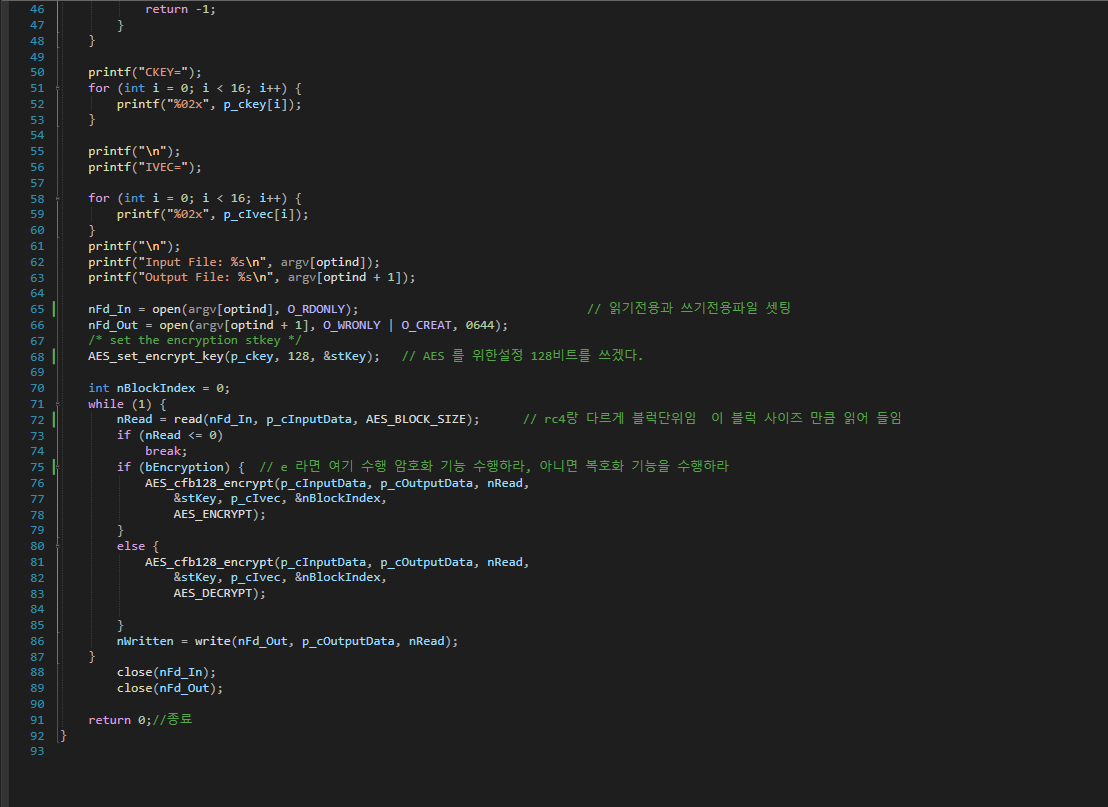 46 return -1;
47 }
48 }
49
50 printf("CKEY=");
51 for (int i = 0; i < 16; i++) {
52 printf("%02x", p_ckey[i]);
53 }
54
55 printf("\n");
56 printf("IVEC=");
57
58 for (int i = 0; i < 16; i++) {
59 printf("%02x", p_cIvec[i]);
60 }
61 printf("\n");
62 printf("Input File: %s\n", argv[optind]);
63 printf("Output File: %s\n", argv[optind + 1]);
64
65 nFd_In = open(argv[optind], O_RDONLY); // 읽기전용과 쓰기전용파일 셋팅
66 nFd_Out = open(argv[optind + 1], O_WRONLY | O_CREAT, 0644);
67 /* set the encryption stkey */
68 AES_set_encrypt_key(p_ckey, 128, &stKey); // AES 를 위한설정 128비트를 쓰겠다.
69
70 int nBlockIndex = 0;
71 while (1) {
72 nRead = read(nFd_In, p_cInputData, AES_BLOCK_SIZE); // rc4랑 다르게 블럭단위임 이 블럭 사이즈 만큼 읽어 들임
73 if (nRead <= 0)
74 break;
75 if (bEncryption) { // e 라면 여기 수행 암호화 기능 수행하라, 아니면 복호화 기능을 수행하라
76 AES_cfb128_encrypt(p_cInputData, p_cOutputData, nRead,
77 &stKey, p_cIvec, &nBlockIndex,
78 AES_ENCRYPT);
79 }
80 else {
81 AES_cfb128_encrypt(p_cInputData, p_cOutputData, nRead,
82 &stKey, p_cIvec, &nBlockIndex,
83 AES_DECRYPT);
84
85 }
86 nWritten = write(nFd_Out, p_cOutputData, nRead);
87 }
88 close(nFd_In);
89 close(nFd_Out);
90
91 return 0;//종료
92 }
93